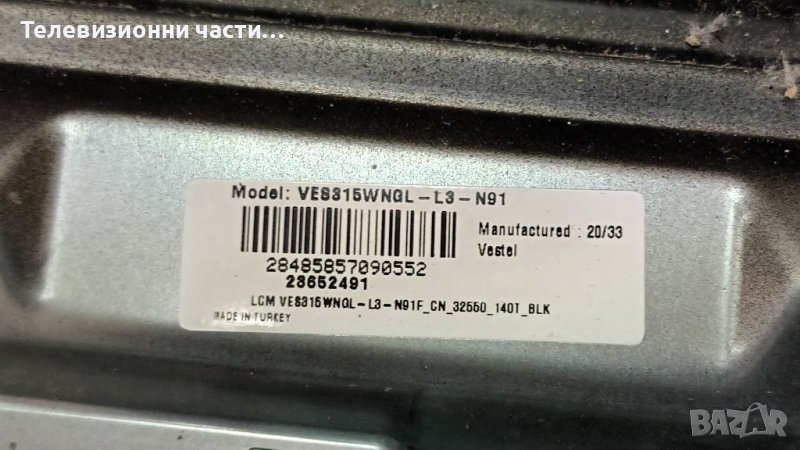 Телевизионни части...
Model: VES315WNGL-L3-N91
Manufactured : 20/33
Vestel
28485857090552
23652491
LCM VES315WNGL-L3-N91F_CN_32550_140T_BLK
MADE IN TURKEY
BAZAR